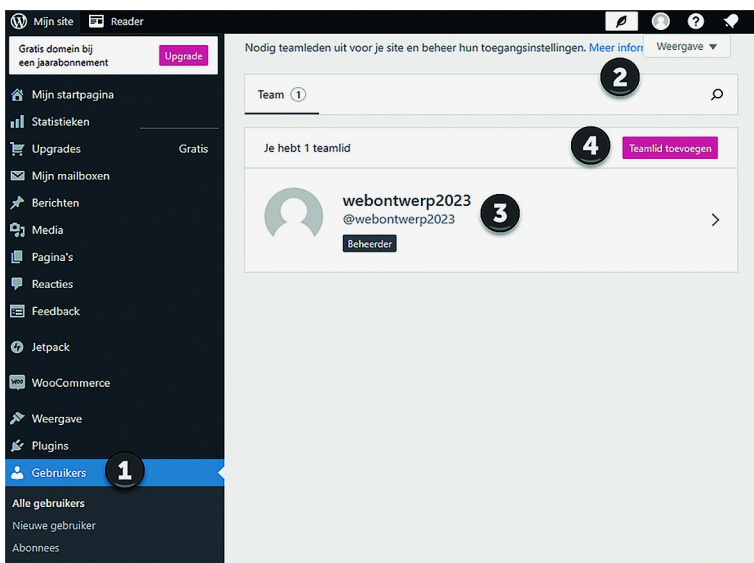 Mijn site Reader
Gratis domein bij
een jaarabonnement
Upgrade
Mijn startpagina
Statistieken
Upgrades Gratis
Mijn mailboxen
Berichten
Media
Pagina's
Reacties
Feedback
Jetpack
WOO WooCommerce
Weergave
Plugins
Gebruikers 1
Alle gebruikers
Nieuwe gebruiker
Abonnees
Nodig teamleden uit voor je site en beheer hun toegangsinstellingen. Meer infor
Weergave ▼
2
Team 1
Je hebt 1 teamlid
4
Teamlid toevoegen
webontwerp2023
@webontwerp2023
3
Beheerder